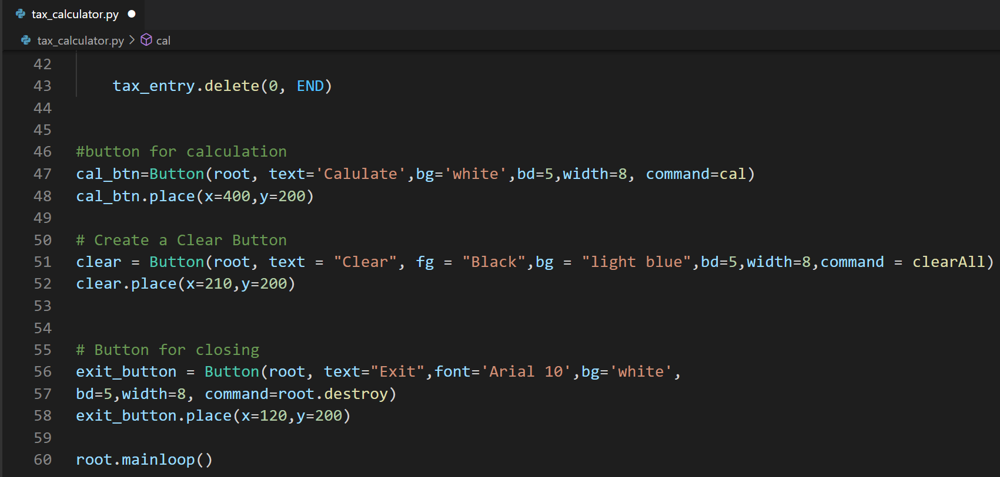 tax_calculator.py
tax_calculator.py > cal
42
43 tax_entry.delete(0, END)
44
45
46 #button for calculation
47 cal_btn=Button(root, text='Calulate',bg='white',bd=5,width=8, command=cal)
48 cal_btn.place(x=400,y=200)
49
50 # Create a Clear Button
51 clear = Button(root, text = "Clear", fg = "Black",bg = "light blue",bd=5,width=8,command = clearAll)
52 clear.place(x=210,y=200)
53
54
55 # Button for closing
56 exit_button = Button(root, text="Exit",font='Arial 10',bg='white',
57 bd=5,width=8, command=root.destroy)
58 exit_button.place(x=120,y=200)
59
60 root.mainloop()